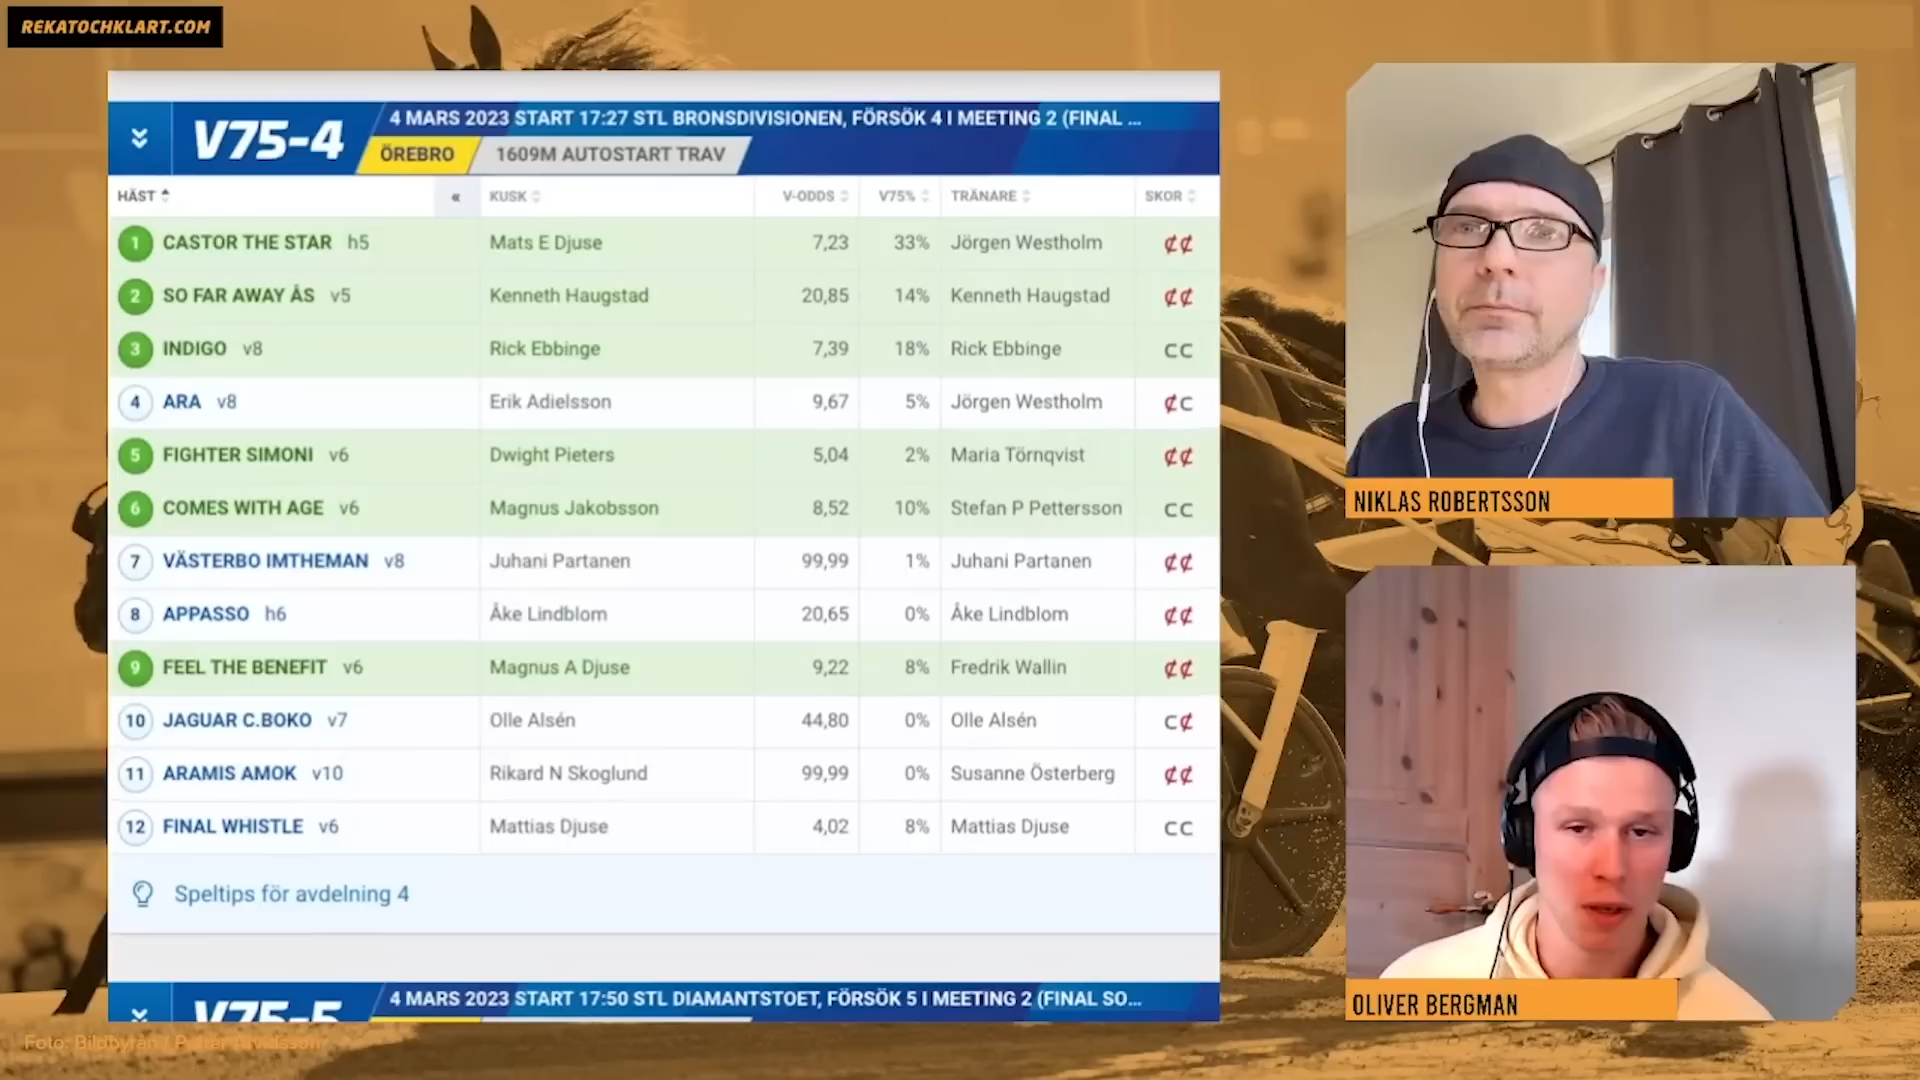 REKATOCHKLART.COM
V75-4
4 MARS 2023 START 17:27 STL BRONSDIVISIONEN, FÖRSÖK 4 I MEETING 2 (FINAL ...
ÖREBRO 1609M AUTOSTART TRAV
HÄST « KUSK V-ODDS V75% TRÄNARE SKOR
1 CASTOR THE STAR h5 Mats E Djuse 7,23 33% Jörgen Westholm ₵₵
2 SO FAR AWAY ÅS v5 Kenneth Haugstad 20,85 14% Kenneth Haugstad ₵₵
3 INDIGO v8 Rick Ebbinge 7,39 18% Rick Ebbinge CC
4 ARA v8 Erik Adielsson 9,67 5% Jörgen Westholm ₵C
5 FIGHTER SIMONI v6 Dwight Pieters 5,04 2% Maria Törnqvist ₵₵
6 COMES WITH AGE v6 Magnus Jakobsson 8,52 10% Stefan P Pettersson CC
7 VÄSTERBO IMTHEMAN v8 Juhani Partanen 99,99 1% Juhani Partanen ₵₵
8 APPASSO h6 Åke Lindblom 20,65 0% Åke Lindblom ₵₵
9 FEEL THE BENEFIT v6 Magnus A Djuse 9,22 8% Fredrik Wallin ₵₵
10 JAGUAR C.BOKO v7 Olle Alsén 44,80 0% Olle Alsén C₵
11 ARAMIS AMOK v10 Rikard N Skoglund 99,99 0% Susanne Österberg ₵₵
12 FINAL WHISTLE v6 Mattias Djuse 4,02 8% Mattias Djuse CC
Speltips för avdelning 4
V75-5
4 MARS 2023 START 17:50 STL DIAMANTSTOET, FÖRSÖK 5 I MEETING 2 (FINAL SO...
NIKLAS ROBERTSSON
OLIVER BERGMAN
Foto: Bildbyrån /